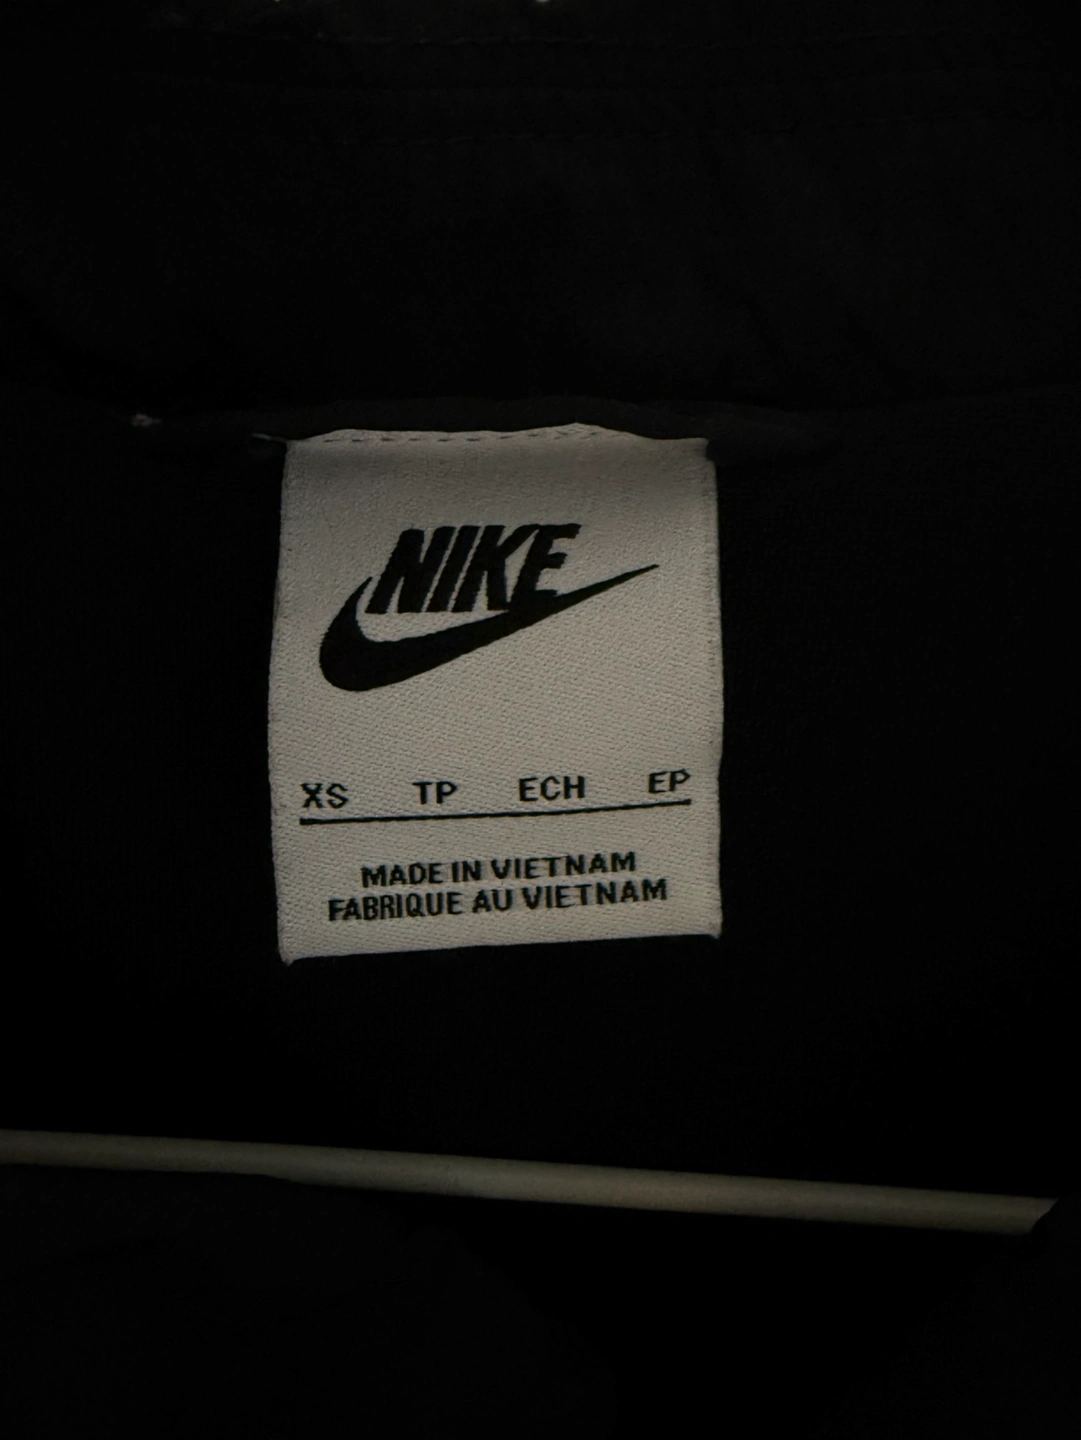 NIKE
XS TP ECH EP
MADE IN VIETNAM
FABRIQUE AU VIETNAM